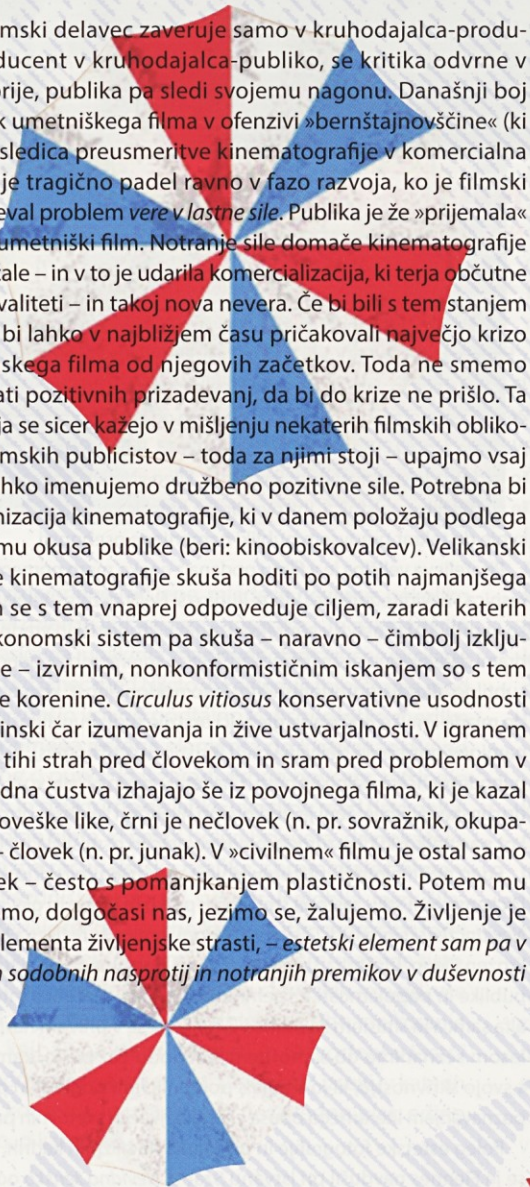 mski delavec zaveruje samo v kruhodajalca-produ-
ducent v kruhodajalca-publiko, se kritika odvrne v
orije, publika pa sledi svojemu nagonu. Današnji boj
k umetniškega filma v ofenzivi »bernštajnovščine« (ki
sledica preusmeritve kinematografije v komercialna
je tragično padel ravno v fazo razvoja, ko je filmski
eval problem vere v lastne sile. Publika je že »prijemala«
umetniški film. Notranje sile domače kinematografije
tale – in v to je udarila komercializacija, ki terja občutne
valiteti – in takoj nova nevera. Če bi bili s tem stanjem
bi lahko v najbližjem času pričakovali največjo krizo
skega filma od njegovih začetkov. Toda ne smemo
ati pozitivnih prizadevanj, da bi do krize ne prišlo. Ta
ja se sicer kažejo v mišljenju nekaterih filmskih obliko-
mskih publicistov – toda za njimi stoji – upajmo vsaj
ahko imenujemo družbeno pozitivne sile. Potrebna bi
nizacija kinematografije, ki v danem položaju podlega
mu okusa publike (beri: kinoobiskovalcev). Velikanski
e kinematografije skuša hoditi po potih najmanjšega
n se s tem vnaprej odpoveduje ciljem, zaradi katerih
konomski sistem pa skuša – naravno – čimbolj izklju-
e – izvirnim, nonkonformističnim iskanjem so s tem
e korenine. Circulus vitiosus konservativne usodnosti
inski čar izumevanja in žive ustvarjalnosti. V igranem
tihi strah pred človekom in sram pred problemom v
dna čustva izhajajo še iz povojnega filma, ki je kazal
oveške like, črni je nečlovek (n. pr. sovražnik, okupa-
– človek (n. pr. junak). V »civilnem« filmu je ostal samo
ek – često s pomanjkanjem plastičnosti. Potem mu
mo, dolgočasi nas, jezimo se, žalujemo. Življenje je
lementa življenjske strasti, – estetski element sam pa v
h sodobnih nasprotij in notranjih premikov v duševnosti